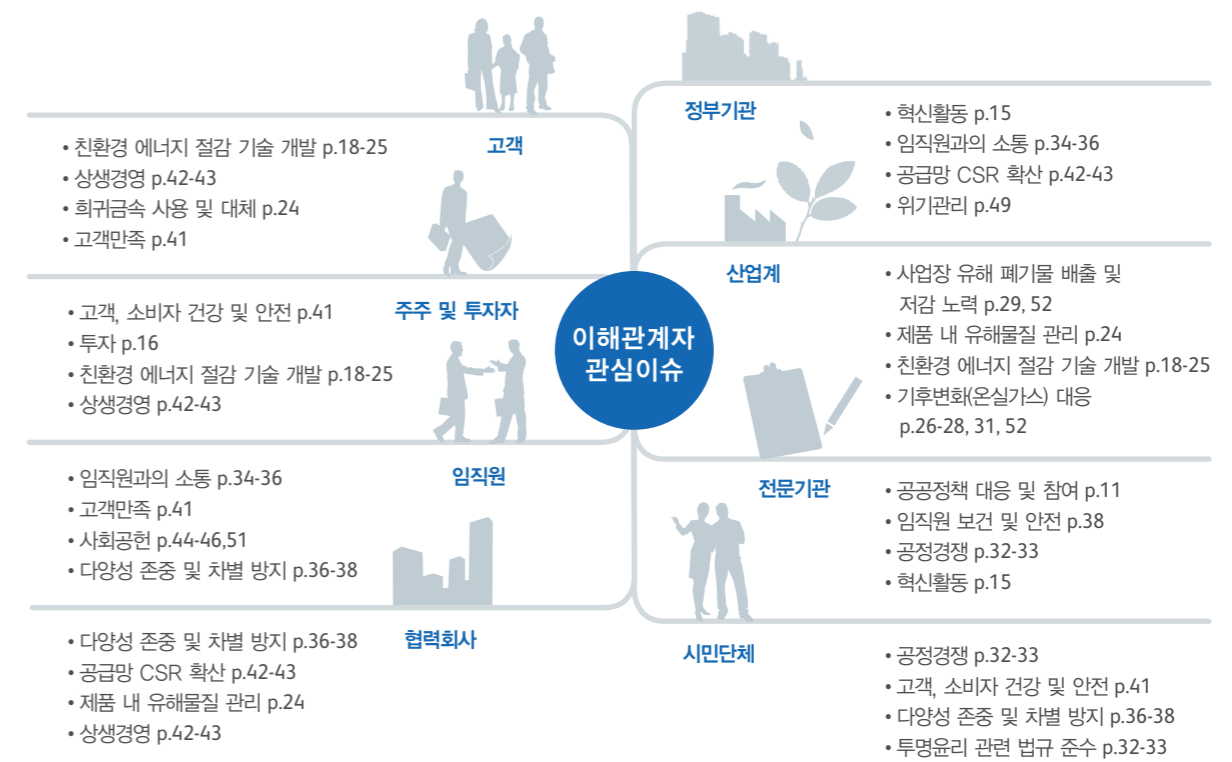 고객
• 친환경 에너지 절감 기술 개발 p.18-25
• 상생경영 p.42-43
• 희귀금속 사용 및 대체 p.24
• 고객만족 p.41
주주 및 투자자
• 고객, 소비자 건강 및 안전 p.41
• 투자 p.16
• 친환경 에너지 절감 기술 개발 p.18-25
• 상생경영 p.42-43
임직원
• 임직원과의 소통 p.34-36
• 고객만족 p.41
• 사회공헌 p.44-46,51
• 다양성 존중 및 차별 방지 p.36-38
협력회사
• 다양성 존중 및 차별 방지 p.36-38
• 공급망 CSR 확산 p.42-43
• 제품 내 유해물질 관리 p.24
• 상생경영 p.42-43
이해관계자
관심이슈
정부기관
• 혁신활동 p.15
• 임직원과의 소통 p.34-36
• 공급망 CSR 확산 p.42-43
• 위기관리 p.49
산업계
• 사업장 유해 폐기물 배출 및
저감 노력 p.29, 52
• 제품 내 유해물질 관리 p.24
• 친환경 에너지 절감 기술 개발 p.18-25
• 기후변화(온실가스) 대응
p.26-28, 31, 52
전문기관
• 공공정책 대응 및 참여 p.11
• 임직원 보건 및 안전 p.38
• 공정경쟁 p.32-33
• 혁신활동 p.15
시민단체
• 공정경쟁 p.32-33
• 고객, 소비자 건강 및 안전 p.41
• 다양성 존중 및 차별 방지 p.36-38
• 투명윤리 관련 법규 준수 p.32-33